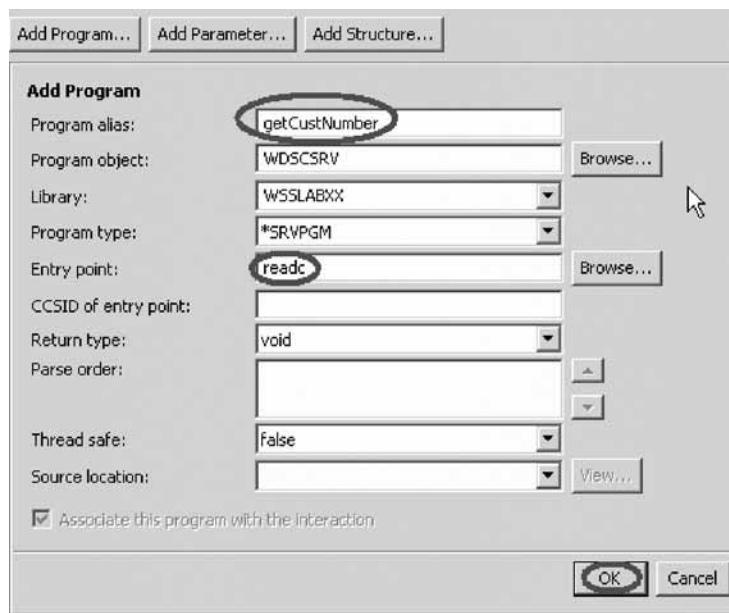 Add Program... Add Parameter... Add Structure...
Add Program
Program alias: getCustNumber
Program object: WDSCSRV Browse...
Library: WSSLABXX
Program type: *SRVPGM
Entry point: readc Browse...
CCSID of entry point:
Return type: void
Parse order:
Thread safe: false
Source location: View...
Associate this program with the interaction
OK Cancel